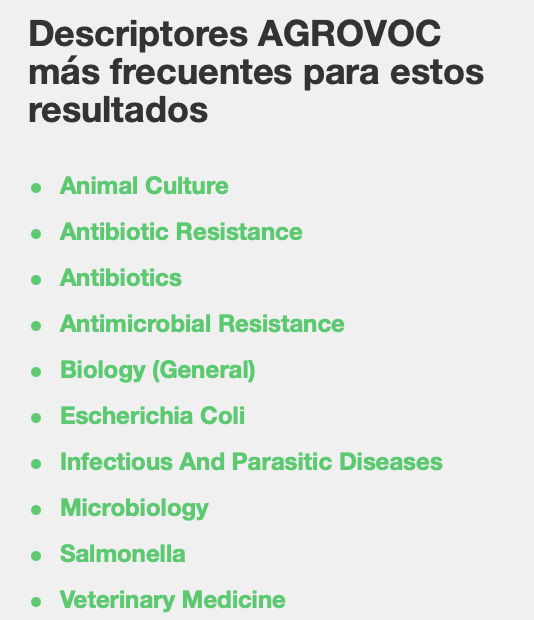 Descriptores AGROVOC
más frecuentes para estos
resultados
Animal Culture
Antibiotic Resistance
Antibiotics
Antimicrobial Resistance
Biology (General)
Escherichia Coli
Infectious And Parasitic Diseases
Microbiology
Salmonella
Veterinary Medicine